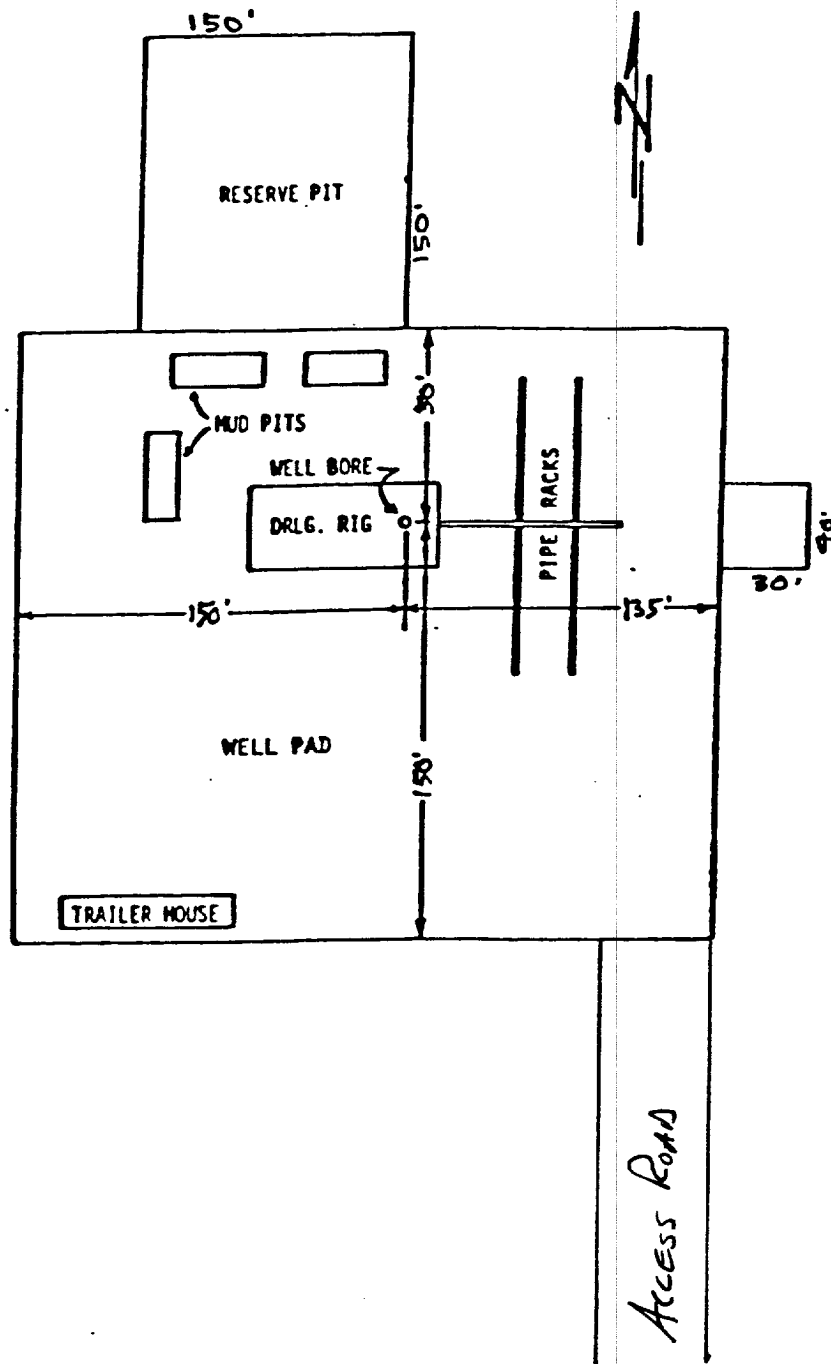 150'
N
RESERVE PIT
150'
90'
MUD PITS
WELL BORE
DRLG. RIG
PIPE RACKS
40'
30'
150'
135'
WELL PAD
150'
TRAILER HOUSE
ACCESS ROAD